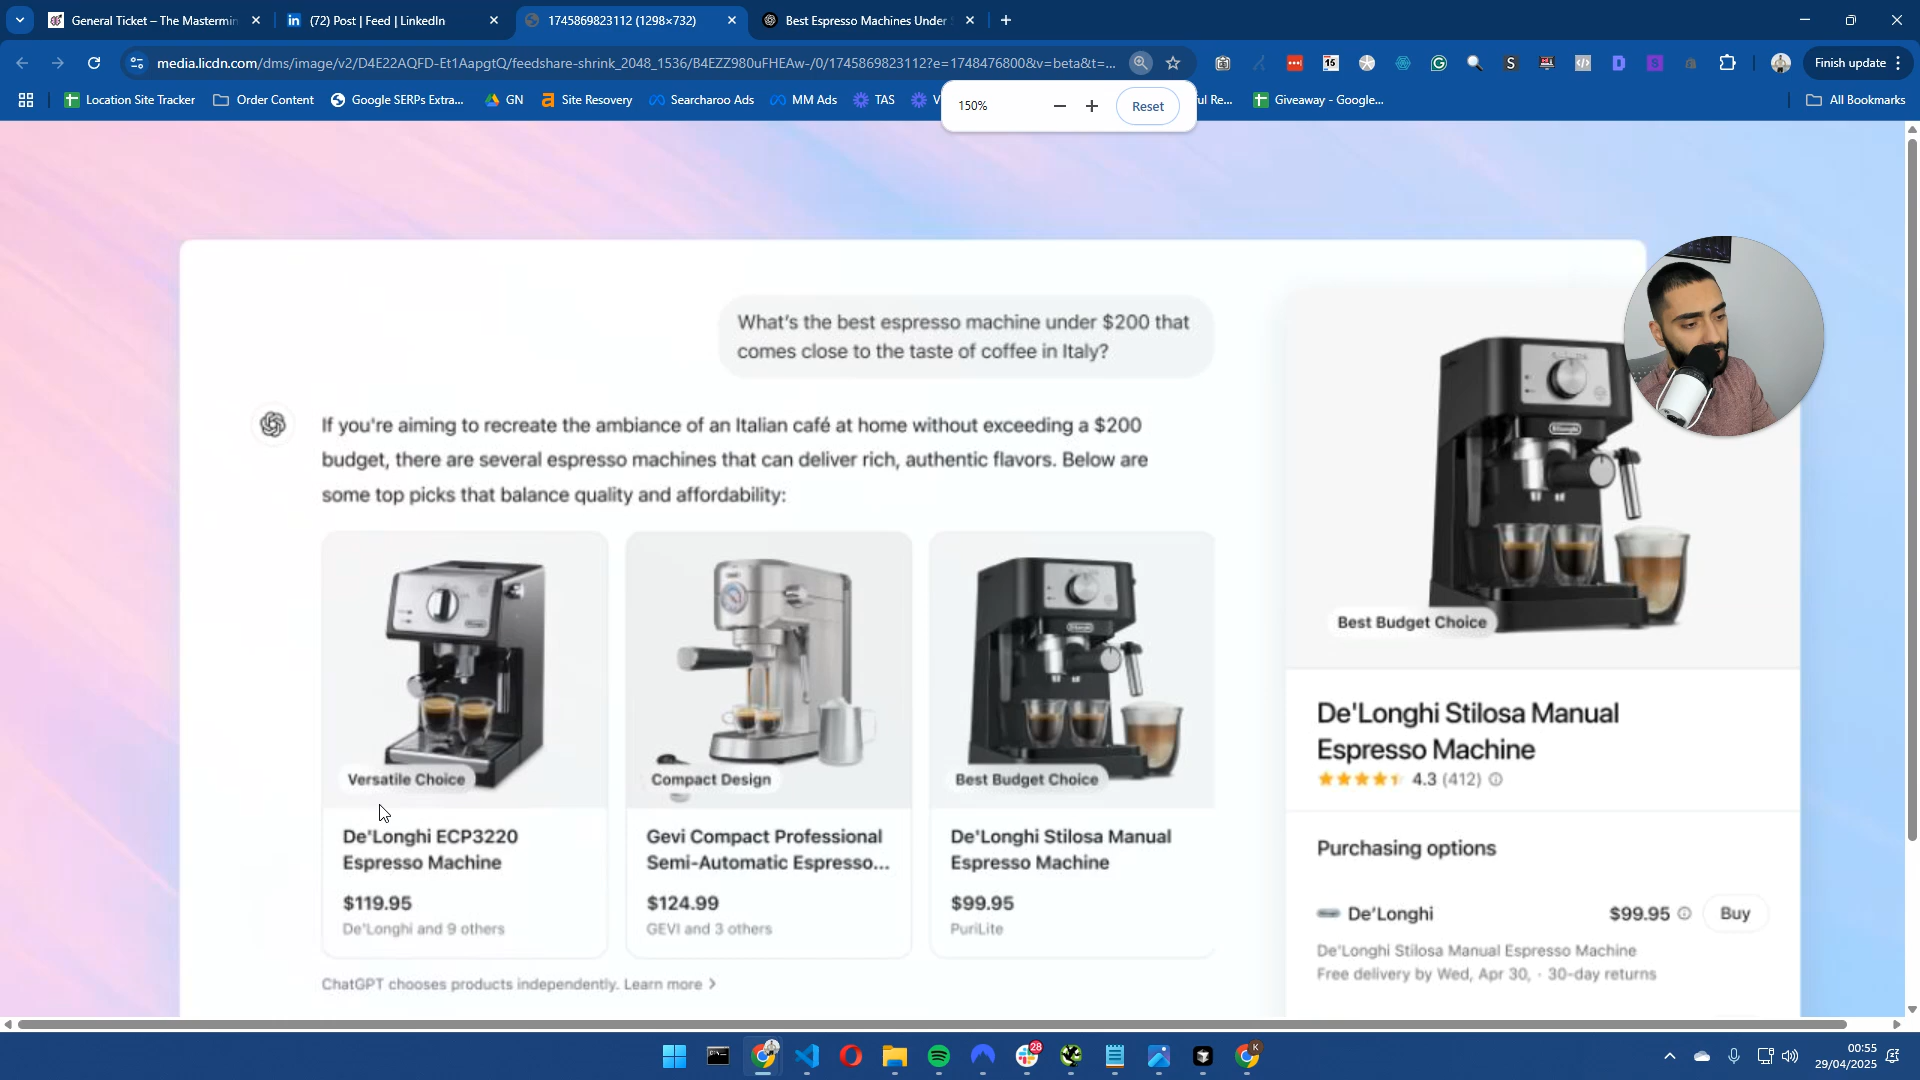 General Ticket – The Mastermin
(72) Post | Feed | LinkedIn
1745869823112 (1298×732)
Best Espresso Machines Under
media.licdn.com/dms/image/v2/D4E22AQFD-Et1AapgtQ/feedshare-shrink_2048_1536/B4EZZ980uFHEAw-/0/1745869823112?e=1748476800&v=beta&t=...
Finish update
Location Site Tracker
Order Content
Google SERPs Extra...
GN
Site Recovery
Searcharoo Ads
MM Ads
TAS
V
ul Re...
Giveaway - Google...
All Bookmarks
150%
Reset
What's the best espresso machine under $200 that
comes close to the taste of coffee in Italy?
If you're aiming to recreate the ambiance of an Italian café at home without exceeding a $200
budget, there are several espresso machines that can deliver rich, authentic flavors. Below are
some top picks that balance quality and affordability:
Versatile Choice
De'Longhi ECP3220
Espresso Machine
$119.95
De'Longhi and 9 others
Compact Design
Gevi Compact Professional
Semi-Automatic Espresso...
$124.99
GEVI and 3 others
Best Budget Choice
De'Longhi Stilosa Manual
Espresso Machine
$99.95
PuriLite
ChatGPT chooses products independently. Learn more >
DeLonghi
Best Budget Choice
De'Longhi Stilosa Manual
Espresso Machine
4.3 (412)
Purchasing options
De'Longhi
$99.95
Buy
De'Longhi Stilosa Manual Espresso Machine
Free delivery by Wed, Apr 30, · 30-day returns
28
K
00:55
29/04/2025